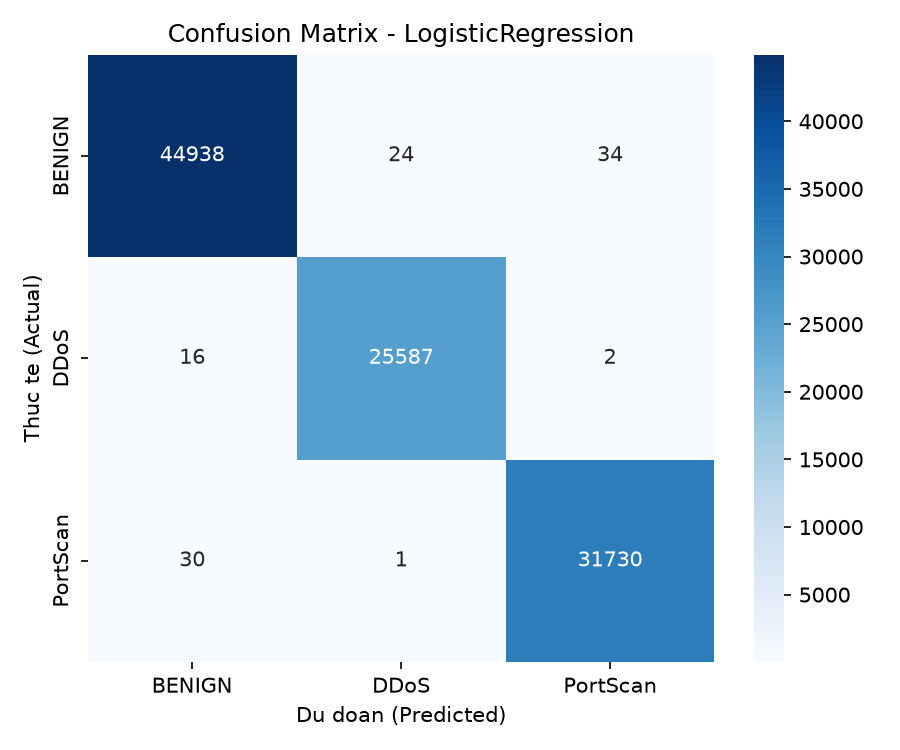 Confusion Matrix - LogisticRegression
Thuc te (Actual)
BENIGN
44938 24 34
DDoS
16 25587 2
PortScan
30 1 31730
BENIGN DDoS PortScan
Du doan (Predicted)
40000
35000
30000
25000
20000
15000
10000
5000